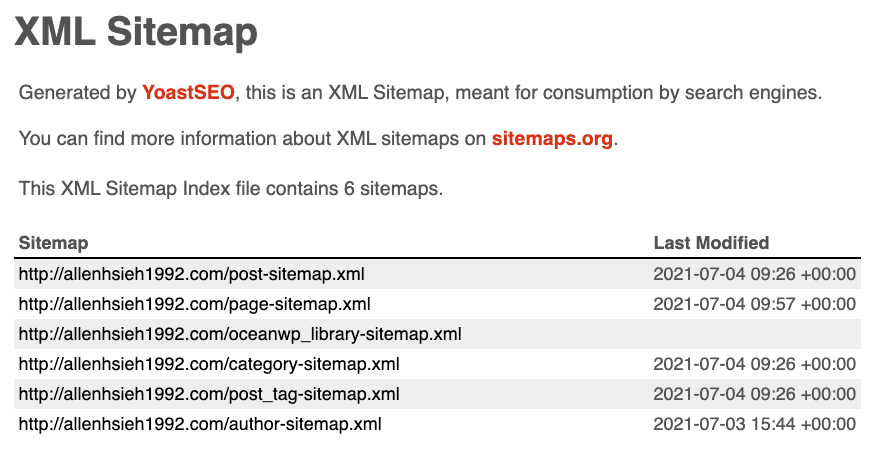 XML Sitemap
Generated by YoastSEO, this is an XML Sitemap, meant for consumption by search engines.
You can find more information about XML sitemaps on sitemaps.org.
This XML Sitemap Index file contains 6 sitemaps.
Sitemap Last Modified
http://allenhsieh1992.com/post-sitemap.xml 2021-07-04 09:26 +00:00
http://allenhsieh1992.com/page-sitemap.xml 2021-07-04 09:57 +00:00
http://allenhsieh1992.com/oceanwp_library-sitemap.xml
http://allenhsieh1992.com/category-sitemap.xml 2021-07-04 09:26 +00:00
http://allenhsieh1992.com/post_tag-sitemap.xml 2021-07-04 09:26 +00:00
http://allenhsieh1992.com/author-sitemap.xml 2021-07-03 15:44 +00:00